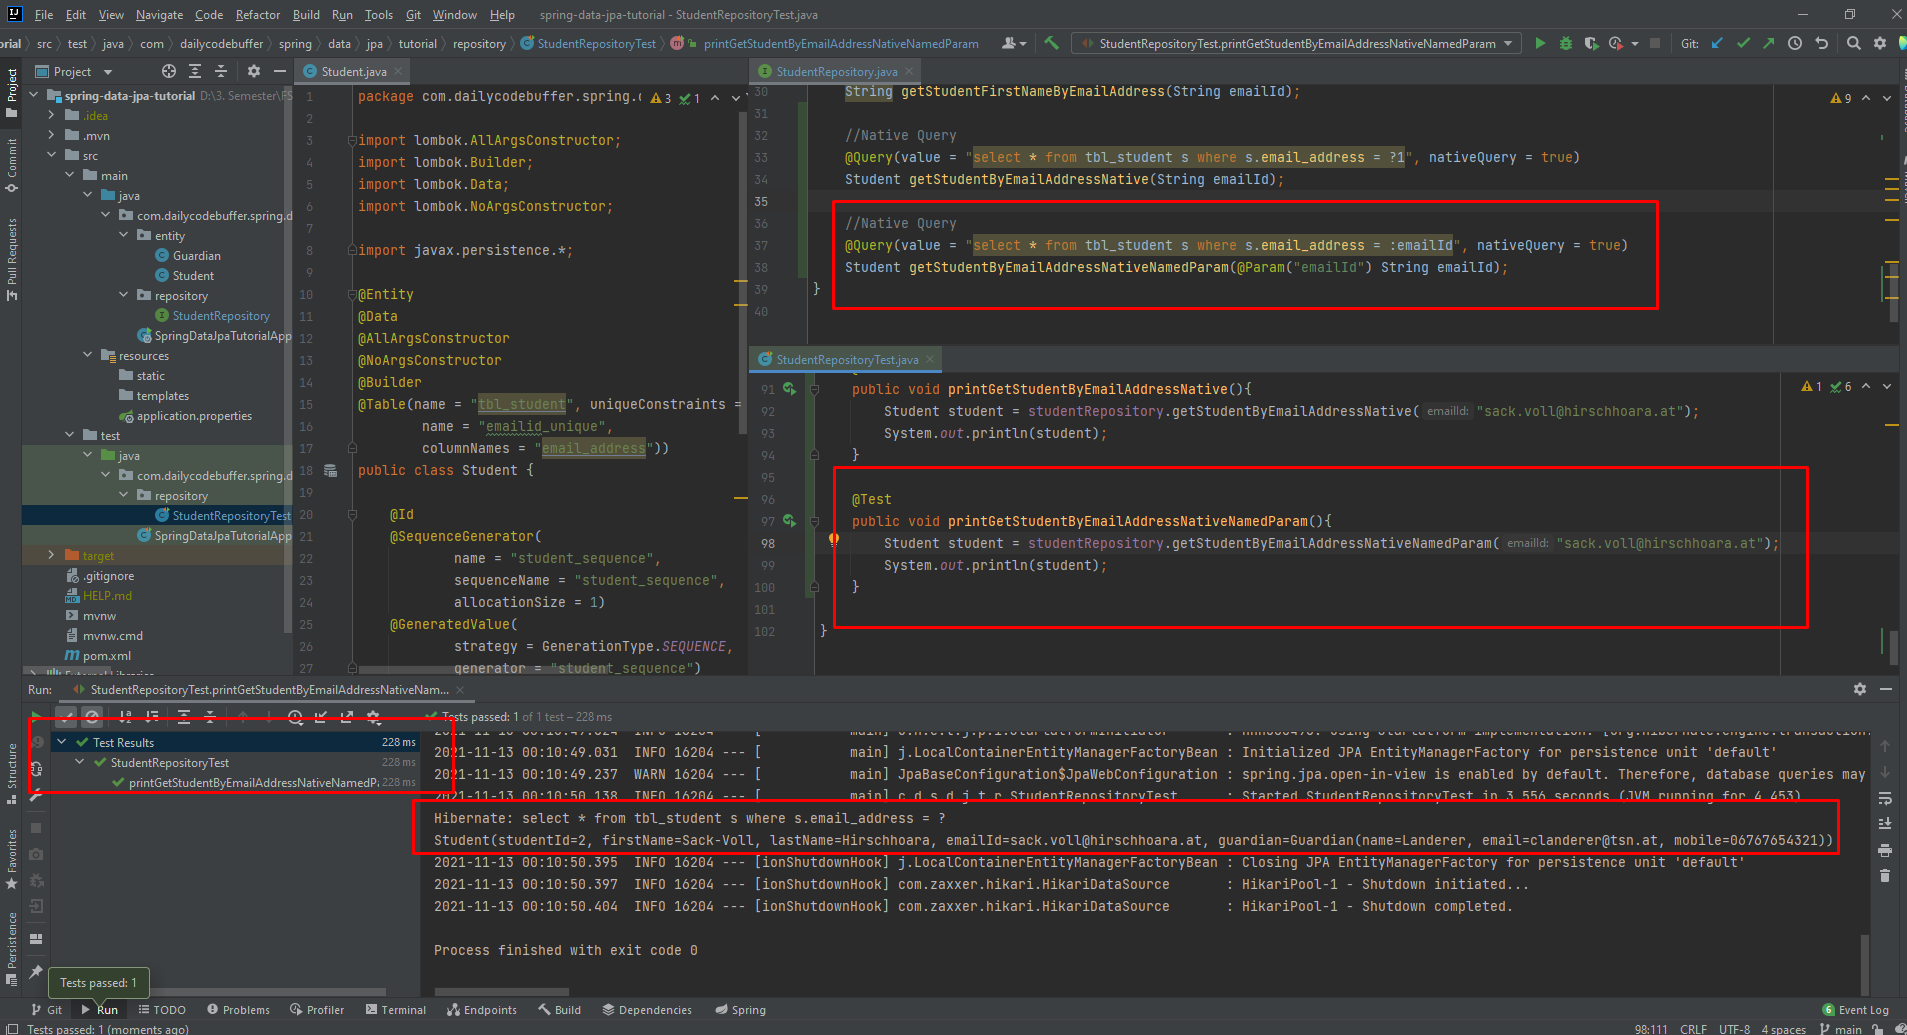 File Edit View Navigate Code Refactor Build Run Tools Git Window Help spring-data-jpa-tutorial - StudentRepositoryTest.java
orial src test java com dailycodebuffer spring data jpa tutorial repository StudentRepositoryTest printGetStudentByEmailAddressNativeNamedParam StudentRepositoryTest.printGetStudentByEmailAddressNativeNamedParam Git:
Project
Commit
Pull Requests
Structure
Favorites
Persistence
Project
spring-data-jpa-tutorial D:\3. Semester\FS
.idea
.mvn
src
main
java
com.dailycodebuffer.spring.d
entity
Guardian
Student
repository
StudentRepository
SpringDataJpaTutorialApp
resources
static
templates
application.properties
test
java
com.dailycodebuffer.spring.d
repository
StudentRepositoryTest
SpringDataJpaTutorialApp
target
.gitignore
HELP.md
mvnw
mvnw.cmd
pom.xml
External Libraries
Student.java
3 1
1 package com.dailycodebuffer.spring.
2
3 import lombok.AllArgsConstructor;
4 import lombok.Builder;
5 import lombok.Data;
6 import lombok.NoArgsConstructor;
7
8 import javax.persistence.*;
9
10 @Entity
11 @Data
12 @AllArgsConstructor
13 @NoArgsConstructor
14 @Builder
15 @Table(name = "tbl_student", uniqueConstraints =
16 name = "emailid_unique",
17 columnNames = "email_address"))
18 public class Student {
19
20 @Id
21 @SequenceGenerator(
22 name = "student_sequence",
23 sequenceName = "student_sequence",
24 allocationSize = 1)
25 @GeneratedValue(
26 strategy = GenerationType.SEQUENCE,
27 generator = "student_sequence")
StudentRepository.java
9
30 String getStudentFirstNameByEmailAddress(String emailId);
31
32 //Native Query
33 @Query(value = "select * from tbl_student s where s.email_address = ?1", nativeQuery = true)
34 Student getStudentByEmailAddressNative(String emailId);
35
36 //Native Query
37 @Query(value = "select * from tbl_student s where s.email_address = :emailId", nativeQuery = true)
38 Student getStudentByEmailAddressNativeNamedParam(@Param("emailId") String emailId);
39 }
40
StudentRepositoryTest.java
1 6
91 public void printGetStudentByEmailAddressNative(){
92 Student student = studentRepository.getStudentByEmailAddressNative( emailId: "sack.voll@hirschhoara.at");
93 System.out.println(student);
94 }
95
96 @Test
97 public void printGetStudentByEmailAddressNativeNamedParam(){
98 Student student = studentRepository.getStudentByEmailAddressNativeNamedParam( emailId: "sack.voll@hirschhoara.at");
99 System.out.println(student);
100 }
101
102 }
Run: StudentRepositoryTest.printGetStudentByEmailAddressNativeNam...
Tests passed: 1 of 1 test – 228 ms
Test Results 228 ms
StudentRepositoryTest 228 ms
printGetStudentByEmailAddressNativeNamedPa 228 ms
2021-11-13 00:10:49.031 INFO 16204 --- [ main] j.LocalContainerEntityManagerFactoryBean : Initialized JPA EntityManagerFactory for persistence unit 'default'
2021-11-13 00:10:49.237 WARN 16204 --- [ main] JpaBaseConfiguration$JpaWebConfiguration : spring.jpa.open-in-view is enabled by default. Therefore, database queries may
2021-11-13 00:10:50.138 INFO 16204 --- [ main] c.d.s.d.j.t.r.StudentRepositoryTest : Started StudentRepositoryTest in 3.556 seconds (JVM running for 4.453)
Hibernate: select * from tbl_student s where s.email_address = ?
Student(studentId=2, firstName=Sack-Voll, lastName=Hirschhoara, emailId=sack.voll@hirschhoara.at, guardian=Guardian(name=Landerer, email=clanderer@tsn.at, mobile=06767654321))
2021-11-13 00:10:50.395 INFO 16204 --- [ionShutdownHook] j.LocalContainerEntityManagerFactoryBean : Closing JPA EntityManagerFactory for persistence unit 'default'
2021-11-13 00:10:50.397 INFO 16204 --- [ionShutdownHook] com.zaxxer.hikari.HikariDataSource : HikariPool-1 - Shutdown initiated...
2021-11-13 00:10:50.404 INFO 16204 --- [ionShutdownHook] com.zaxxer.hikari.HikariDataSource : HikariPool-1 - Shutdown completed.
Process finished with exit code 0
Tests passed: 1
Git Run TODO Problems Profiler Terminal Endpoints Build Dependencies Spring 6 Event Log
Tests passed: 1 (moments ago) 98:111 CRLF UTF-8 4 spaces main